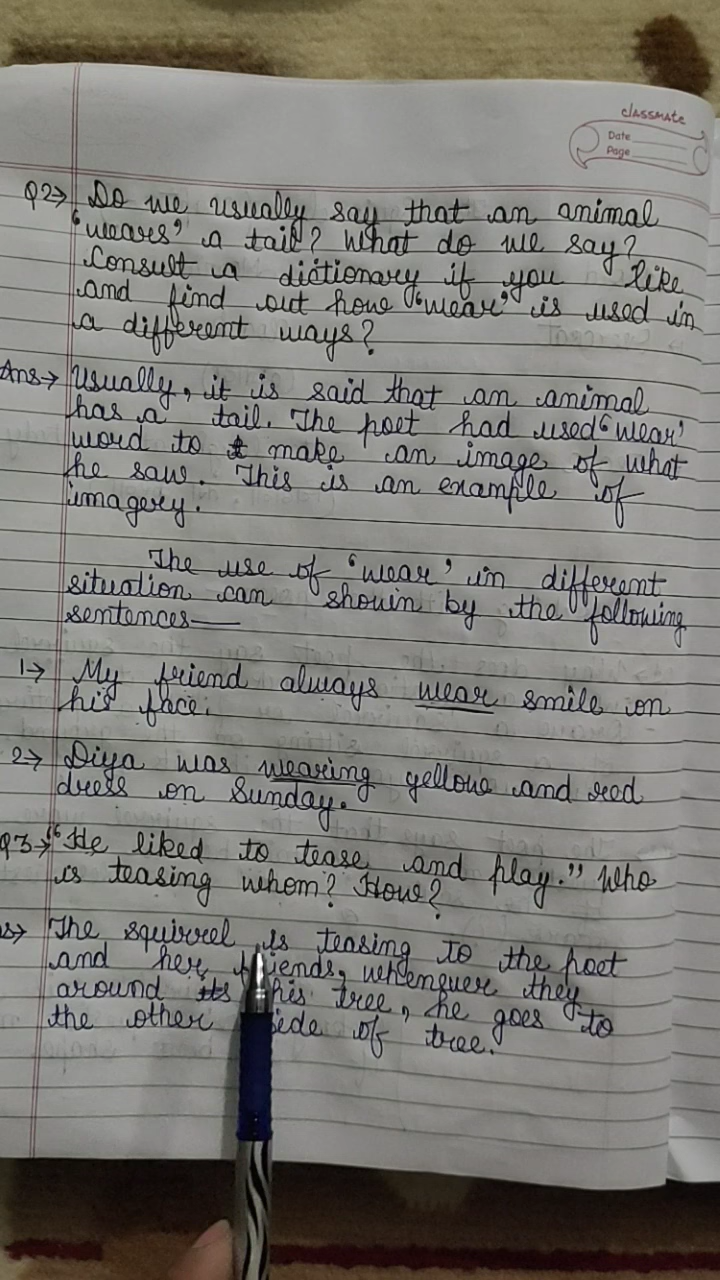 classmate
Date
Page
Q2→ Do we usually say that an animal
"weares" a tail? What do we say?
Consult a dictionary if you like
and find out how "wear" is used in
a different ways?
Ans→ Usually, it is said that an animal
has a tail. The poet had used "wear"
word to make an image of what
he saw. This is an example of
imagery.
The use of "wear" in different
situation can showin by the following
sentences—
1→ My friend always wear smile on
his face.
2→ Diya was wearing yellow and red
dress on Sunday.
Q3→ "He liked to tease and play." Who
is teasing whom? How?
s→ The squirrel is teasing to the poet
and her, whenever they
around his tree, he goes to
the other side of tree.